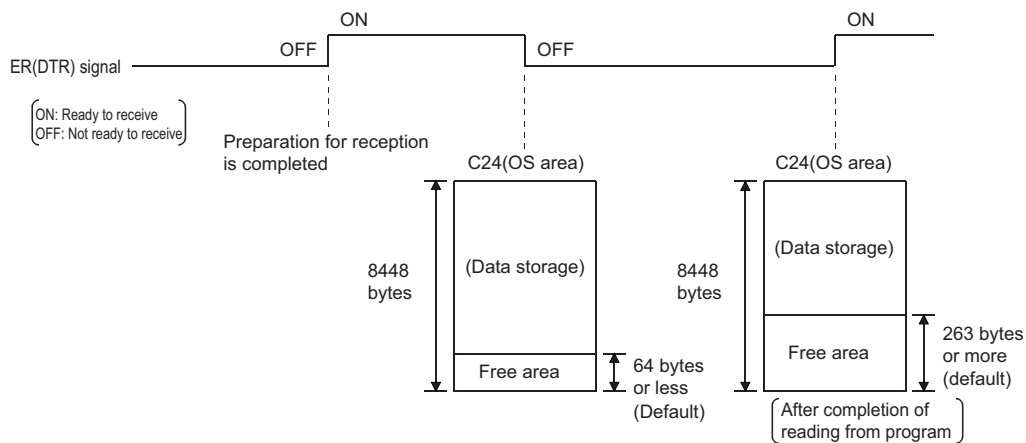 ON
ON
OFF
OFF
ER(DTR) signal
ON: Ready to receive
OFF: Not ready to receive
Preparation for reception
is completed
C24(OS area)
C24(OS area)
(Data storage)
(Data storage)
8448
bytes
8448
bytes
Free area
64 bytes
or less
(Default)
Free area
263 bytes
or more
(default)
After completion of
reading from program